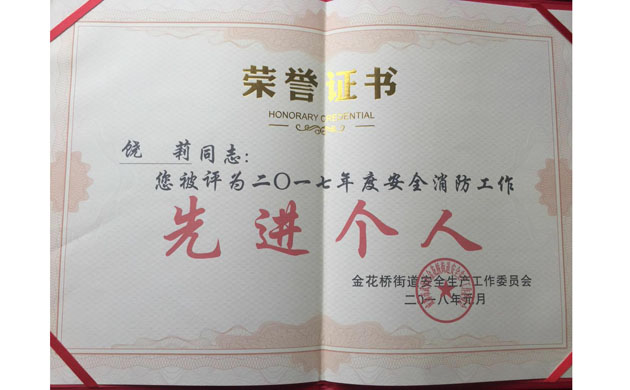 荣誉证书
HONORARY CREDENTIAL
饶 莉同志:
您被评为二〇一七年度安全消防工作
先进个人
金花桥街道安全生产工作委员会
二〇一八年元月